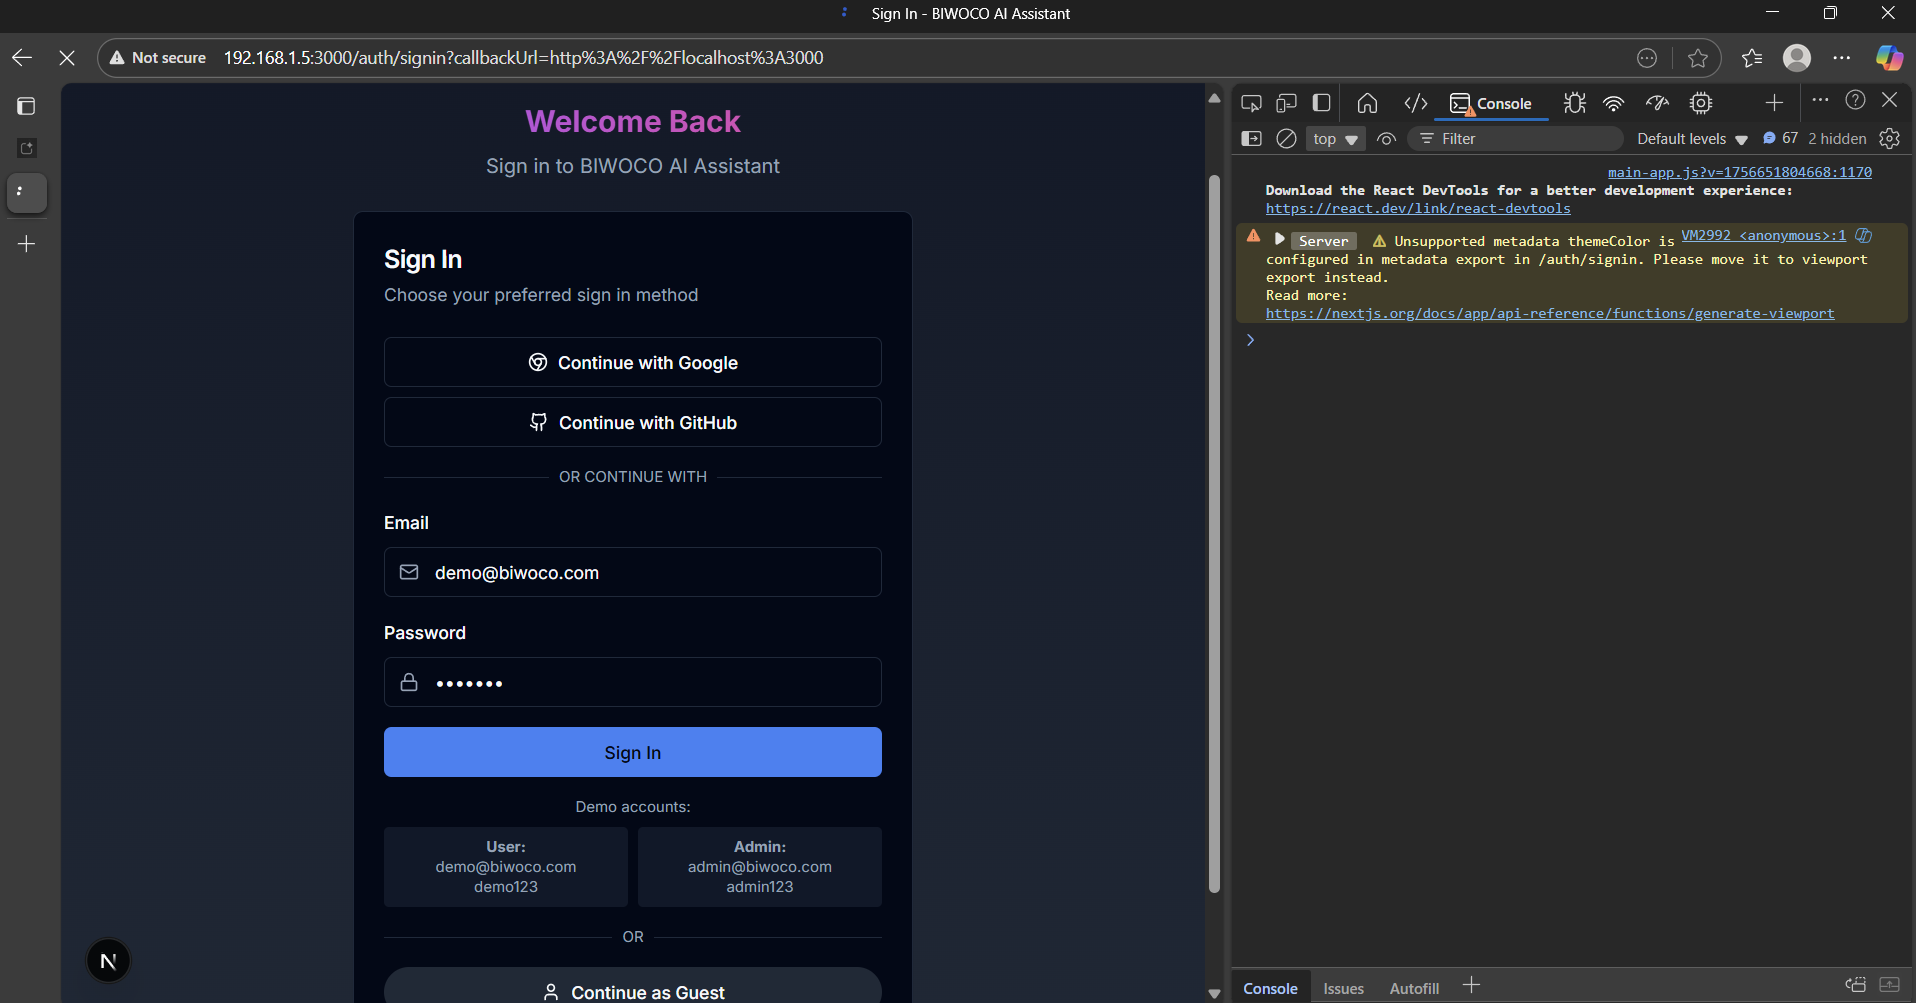 Sign In - BIWOCO AI Assistant
Not secure
192.168.1.5:3000/auth/signin?callbackUrl=http%3A%2F%2Flocalhost%3A3000
Welcome Back
Sign in to BIWOCO AI Assistant
Sign In
Choose your preferred sign in method
Continue with Google
Continue with GitHub
OR CONTINUE WITH
Email
demo@biwoco.com
Password
•••••••
Sign In
Demo accounts:
User:
demo@biwoco.com
demo123
Admin:
admin@biwoco.com
admin123
OR
Continue as Guest
N
Console
top
Filter
Default levels
67
2 hidden
main-app.js?v=1756651804668:1170
Download the React DevTools for a better development experience:
https://react.dev/link/react-devtools
Server ⚠ Unsupported metadata themeColor is VM2992 <anonymous>:1
configured in metadata export in /auth/signin. Please move it to viewport
export instead.
Read more:
https://nextjs.org/docs/app/api-reference/functions/generate-viewport
Console
Issues
Autofill